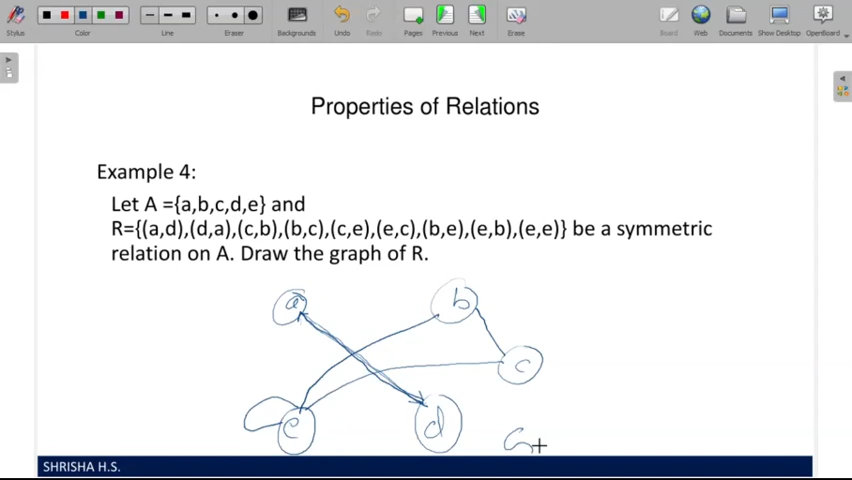 Stylus Color Line Eraser Backgrounds Undo Redo Pages Previous Next Erase Board Web Documents Show Desktop OpenBoard
Properties of Relations
Example 4:
Let A ={a,b,c,d,e} and
R={(a,d),(d,a),(c,b),(b,c),(c,e),(e,c),(b,e),(e,b),(e,e)} be a symmetric
relation on A. Draw the graph of R.
a b
c
e d
SHRISHA H.S.